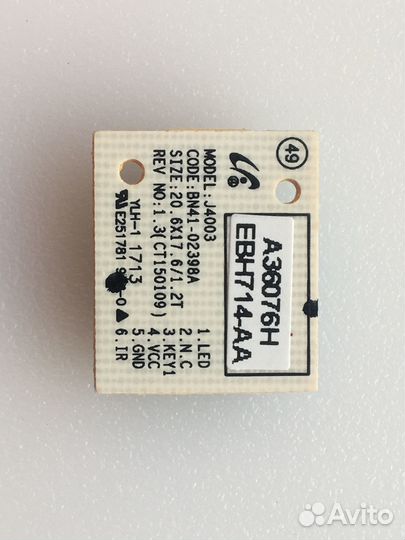 49
MODEL:J4003
CODE:BN41-02398A
SIZE:20.6X17.6/1.2T
REV NO:1.3(CT150109)
YLH-1 1713
E251781
A36076H
EBH714-AA
1.LED
2.N.C
3.KEY1
4.VCC
5.GND
6.IR
Avito